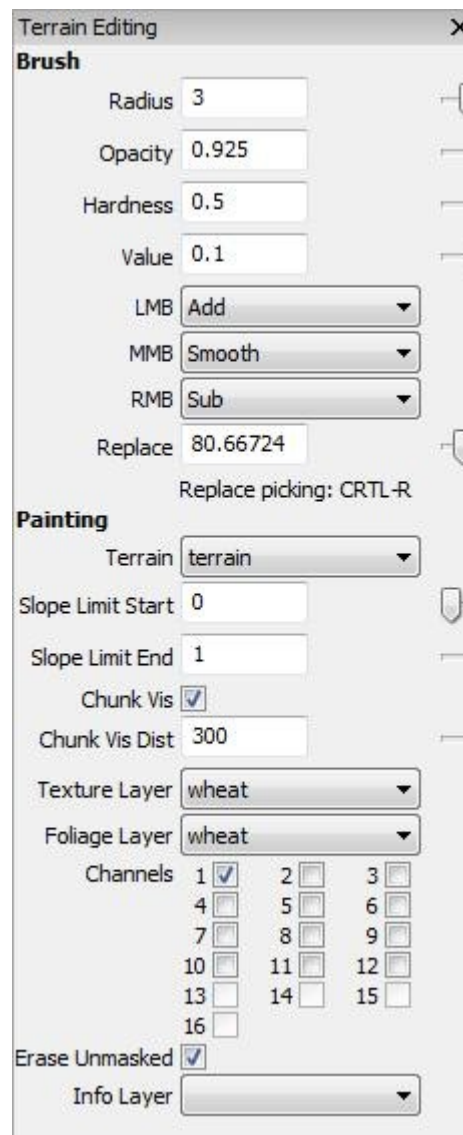 Terrain Editing
Brush
Radius 3
Opacity 0.925
Hardness 0.5
Value 0.1
LMB Add
MMB Smooth
RMB Sub
Replace 80.66724
Replace picking: CRTL-R
Painting
Terrain terrain
Slope Limit Start 0
Slope Limit End 1
Chunk Vis
Chunk Vis Dist 300
Texture Layer wheat
Foliage Layer wheat
Channels 1 2 3
4 5 6
7 8 9
10 11 12
13 14 15
16
Erase Unmasked
Info Layer